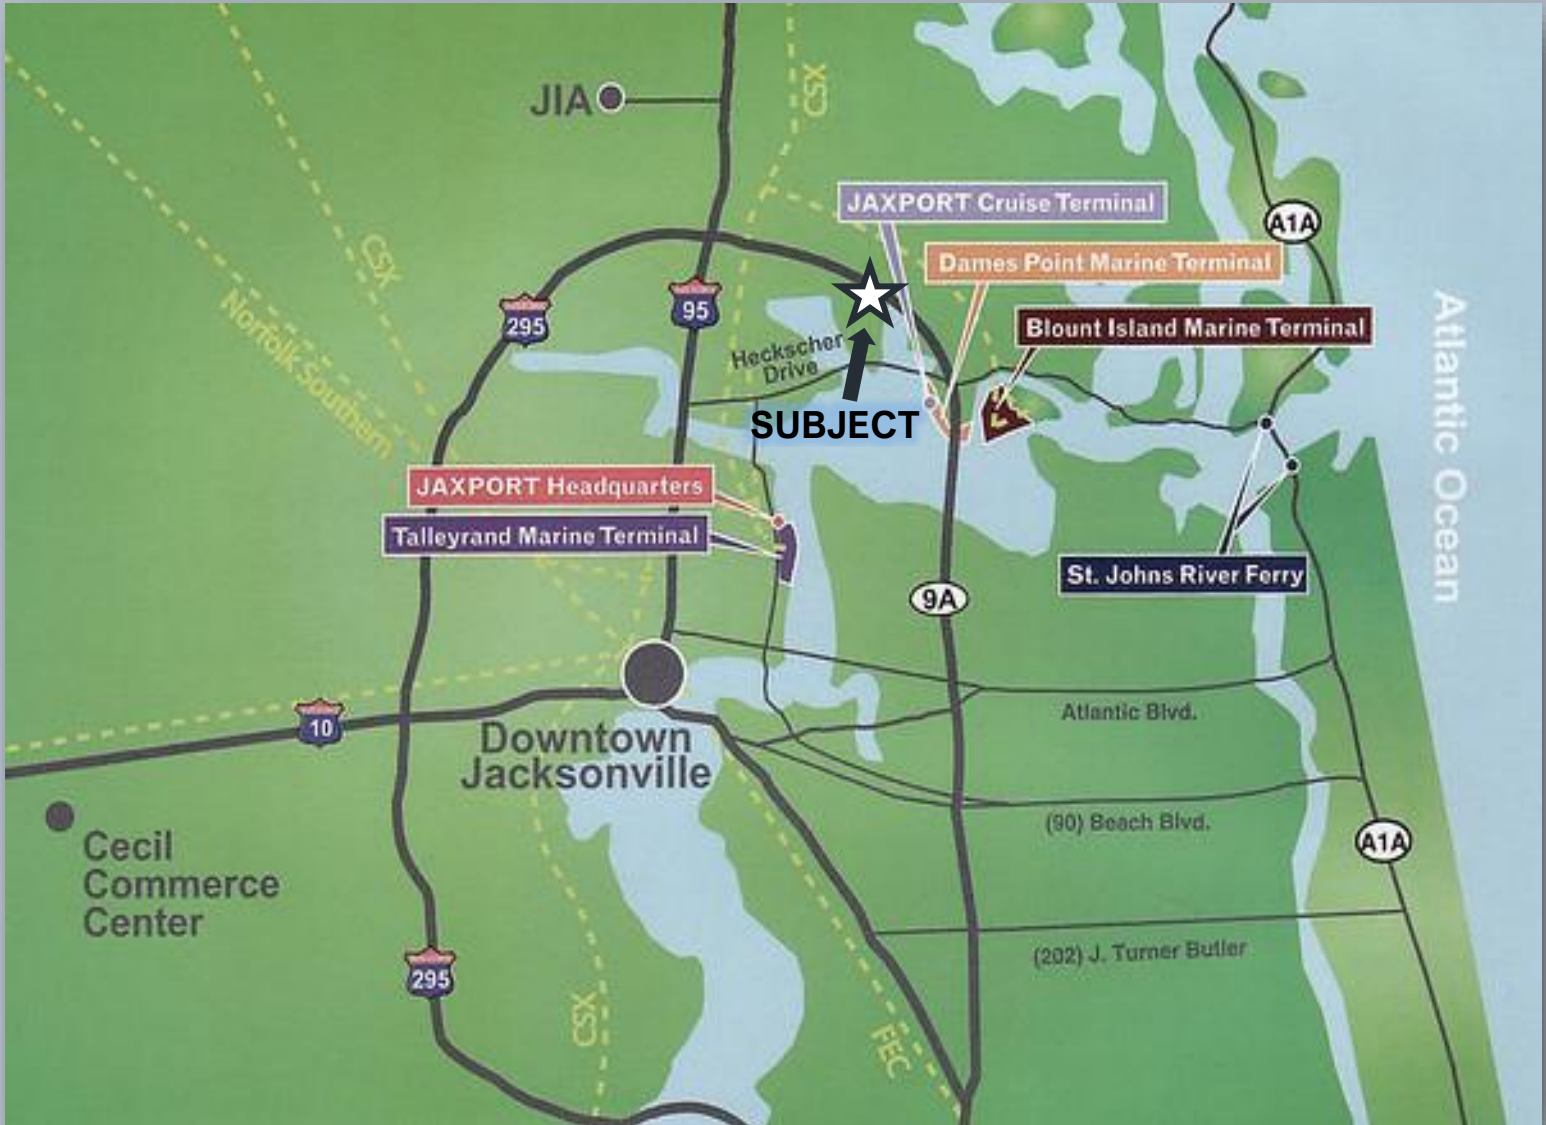 JIA
CSX
JAXPORT Cruise Terminal
A1A
Dames Point Marine Terminal
CSX
295
95
Blount Island Marine Terminal
Norfolk Southern
Heckscher
Drive
SUBJECT
Atlantic Ocean
JAXPORT Headquarters
Talleyrand Marine Terminal
St. Johns River Ferry
9A
10
Atlantic Blvd.
Downtown
Jacksonville
(90) Beach Blvd.
A1A
Cecil
Commerce
Center
(202) J. Turner Butler
295
CSX
FEC